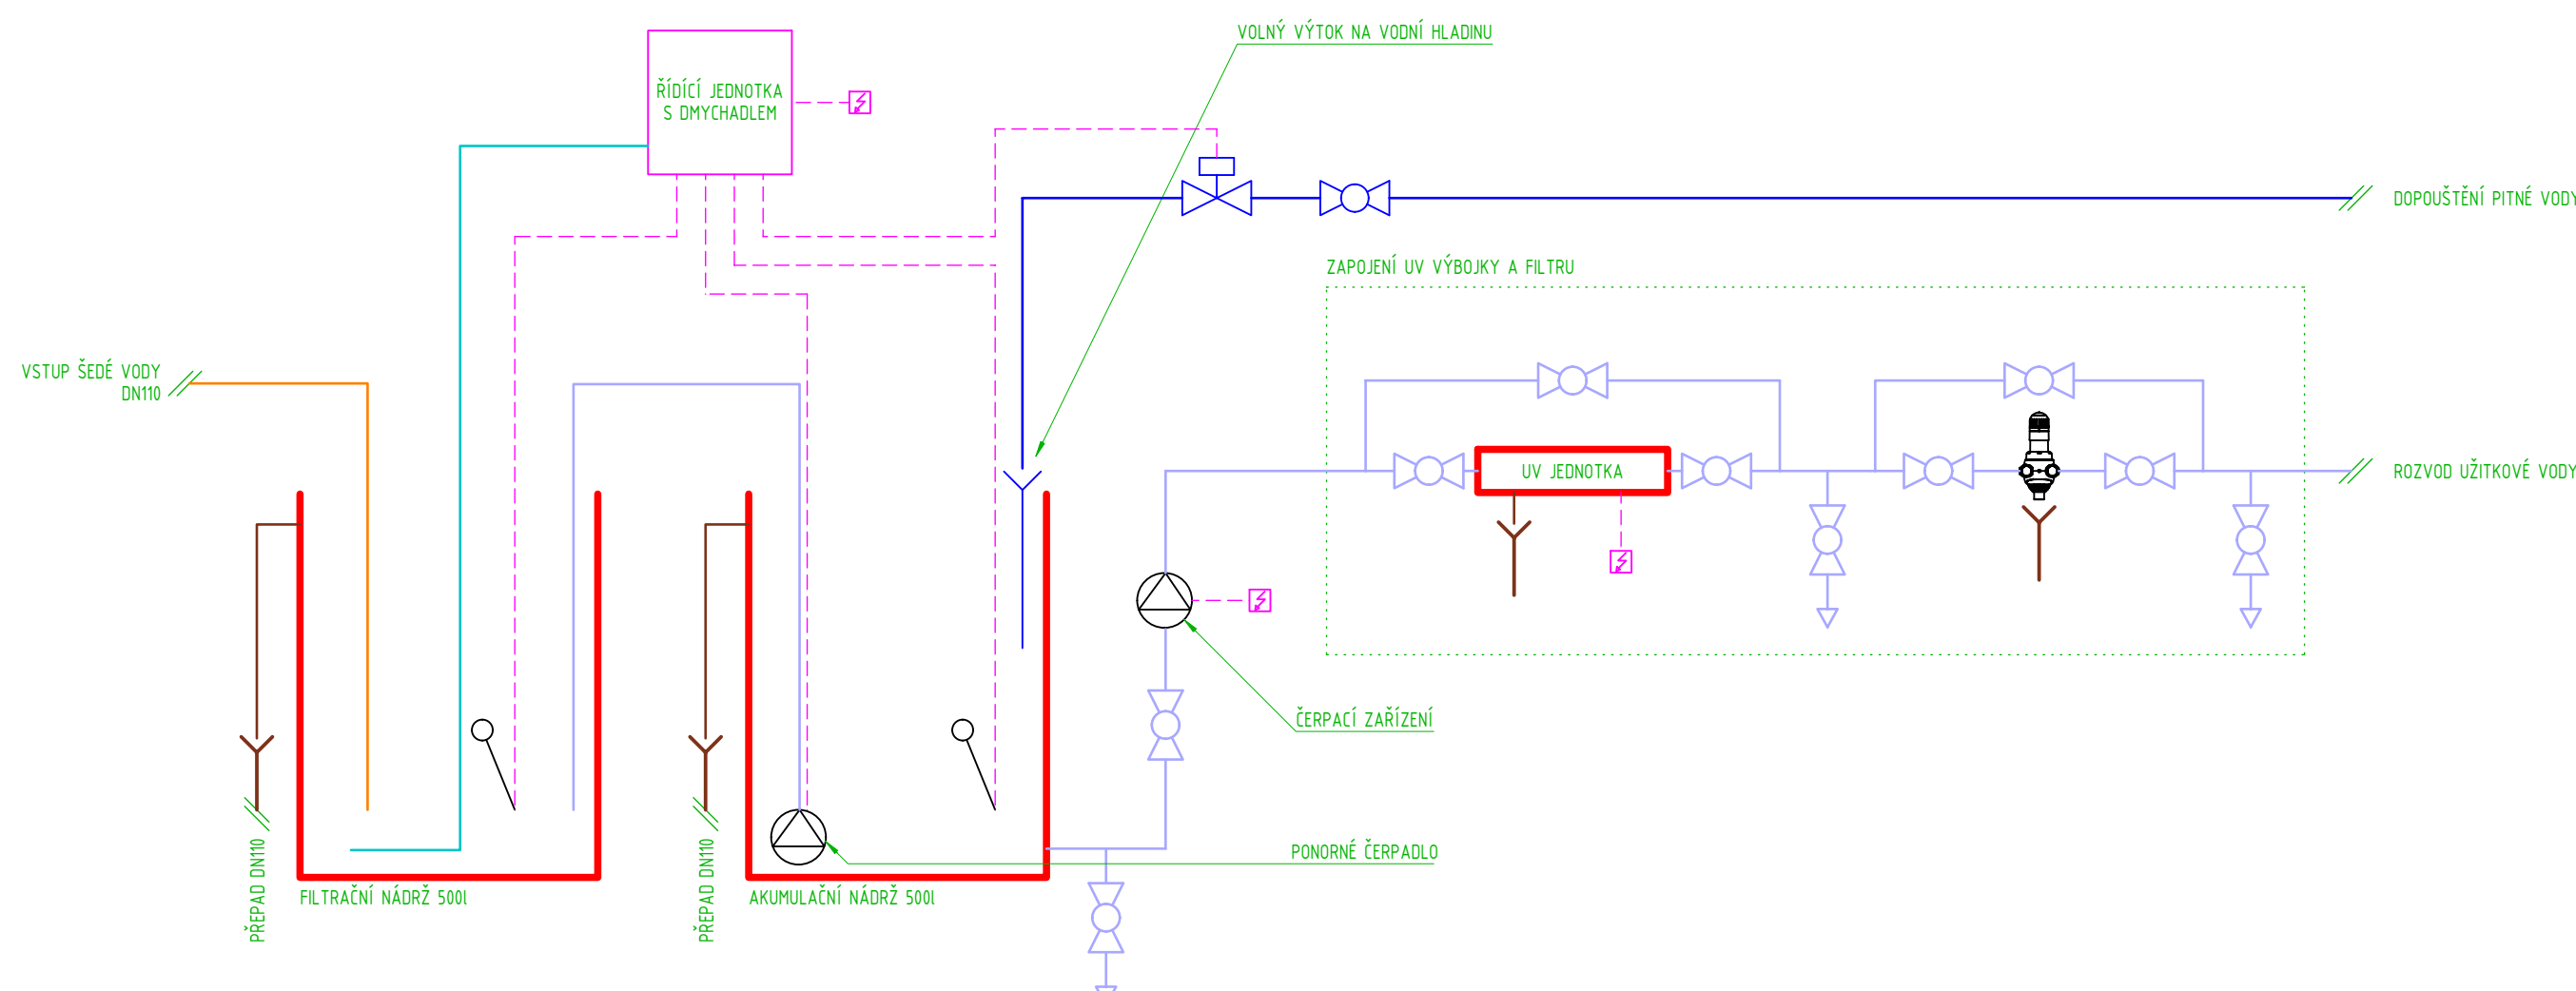 VOLNÝ VÝTOK NA VODNÍ HLADINU
ŘÍDÍCÍ JEDNOTKA
S DMYCHADLEM
DOPOUŠTĚNÍ PITNÉ VODY
ZAPOJENÍ UV VÝBOJKY A FILTRU
VSTUP ŠEDÉ VODY
DN110
UV JEDNOTKA
ROZVOD UŽITKOVÉ VODY
ČERPACÍ ZAŘÍZENÍ
PONORNÉ ČERPADLO
PŘEPAD DN110
FILTRAČNÍ NÁDRŽ 500l
PŘEPAD DN110
AKUMULAČNÍ NÁDRŽ 500l